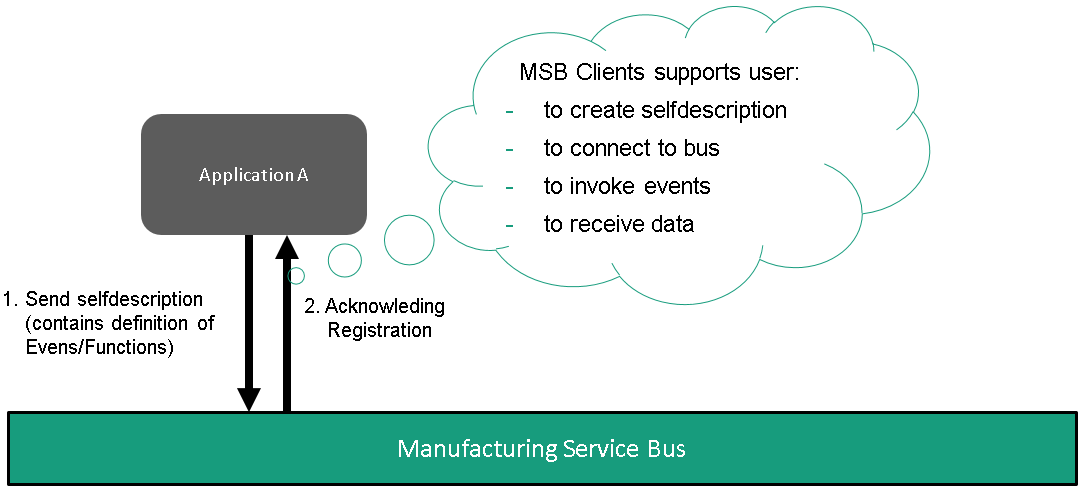 MSB Clients supports user:
- to create selfdescription
- to connect to bus
- to invoke events
- to receive data
Application A
1. Send selfdescription
(contains definition of
Evens/Functions)
2. Acknowleding
Registration
Manufacturing Service Bus